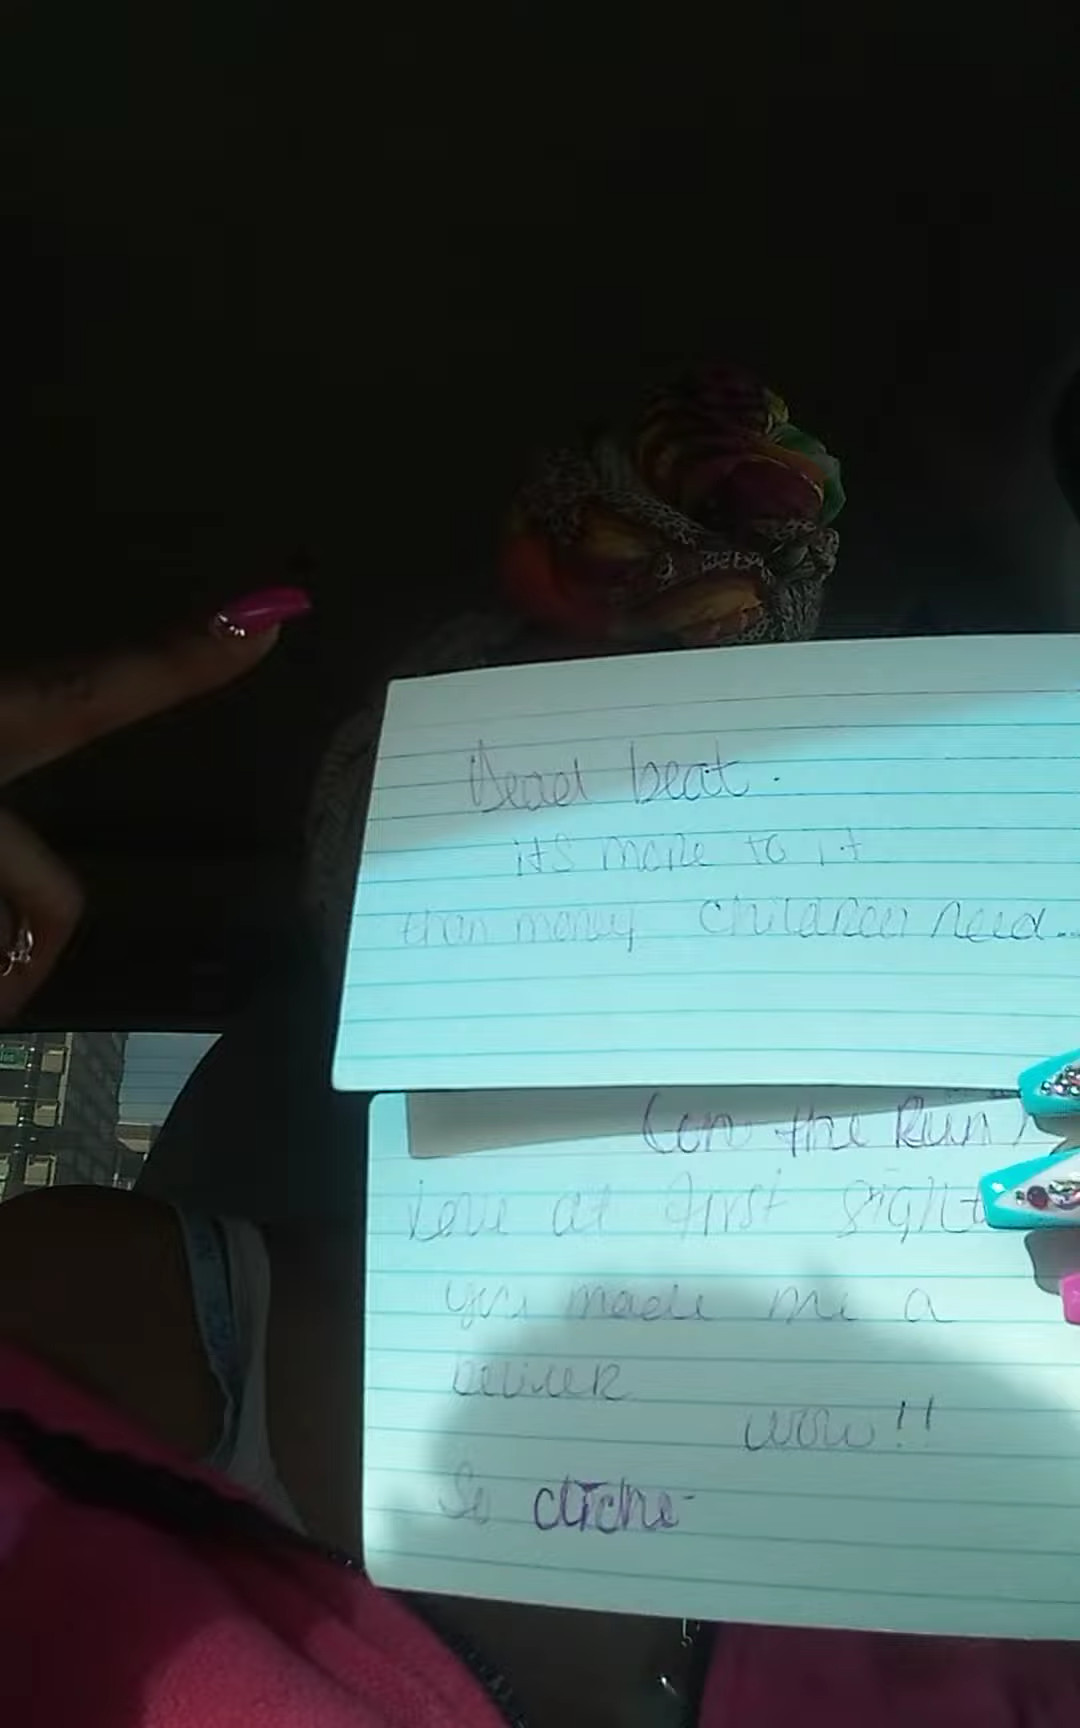 Dead beat.
it's more to it
than money children need...
(on the Run)
Love at first sight
you made me a
believer
wow!!
So cliche